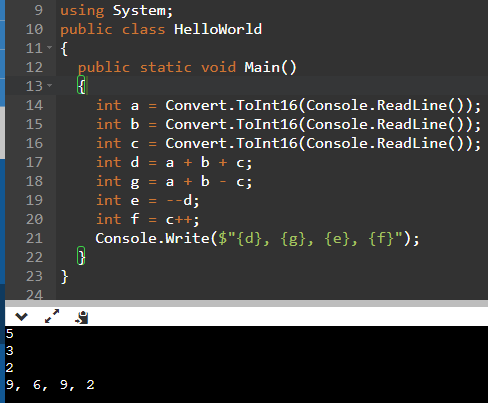 9 using System;
10 public class HelloWorld
11 {
12 public static void Main()
13 {
14 int a = Convert.ToInt16(Console.ReadLine());
15 int b = Convert.ToInt16(Console.ReadLine());
16 int c = Convert.ToInt16(Console.ReadLine());
17 int d = a + b + c;
18 int g = a + b - c;
19 int e = --d;
20 int f = c++;
21 Console.Write($"{d}, {g}, {e}, {f}");
22 }
23 }
24
5
3
2
9, 6, 9, 2